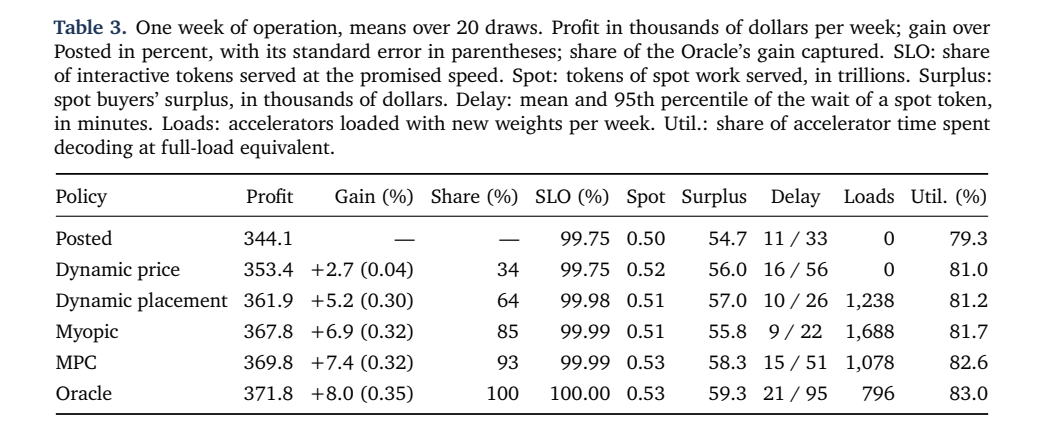 Table 3. One week of operation, means over 20 draws. Profit in thousands of dollars per week; gain over
Posted in percent, with its standard error in parentheses; share of the Oracle’s gain captured. SLO: share
of interactive tokens served at the promised speed. Spot: tokens of spot work served, in trillions. Surplus:
spot buyers’ surplus, in thousands of dollars. Delay: mean and 95th percentile of the wait of a spot token,
in minutes. Loads: accelerators loaded with new weights per week. Util.: share of accelerator time spent
decoding at full-load equivalent.
Policy Profit Gain (%) Share (%) SLO (%) Spot Surplus Delay Loads Util. (%)
Posted 344.1 — — 99.75 0.50 54.7 11 / 33 0 79.3
Dynamic price 353.4 +2.7 (0.04) 34 99.75 0.52 56.0 16 / 56 0 81.0
Dynamic placement 361.9 +5.2 (0.30) 64 99.98 0.51 57.0 10 / 26 1,238 81.2
Myopic 367.8 +6.9 (0.32) 85 99.99 0.51 55.8 9 / 22 1,688 81.7
MPC 369.8 +7.4 (0.32) 93 99.99 0.53 58.3 15 / 51 1,078 82.6
Oracle 371.8 +8.0 (0.35) 100 100.00 0.53 59.3 21 / 95 796 83.0